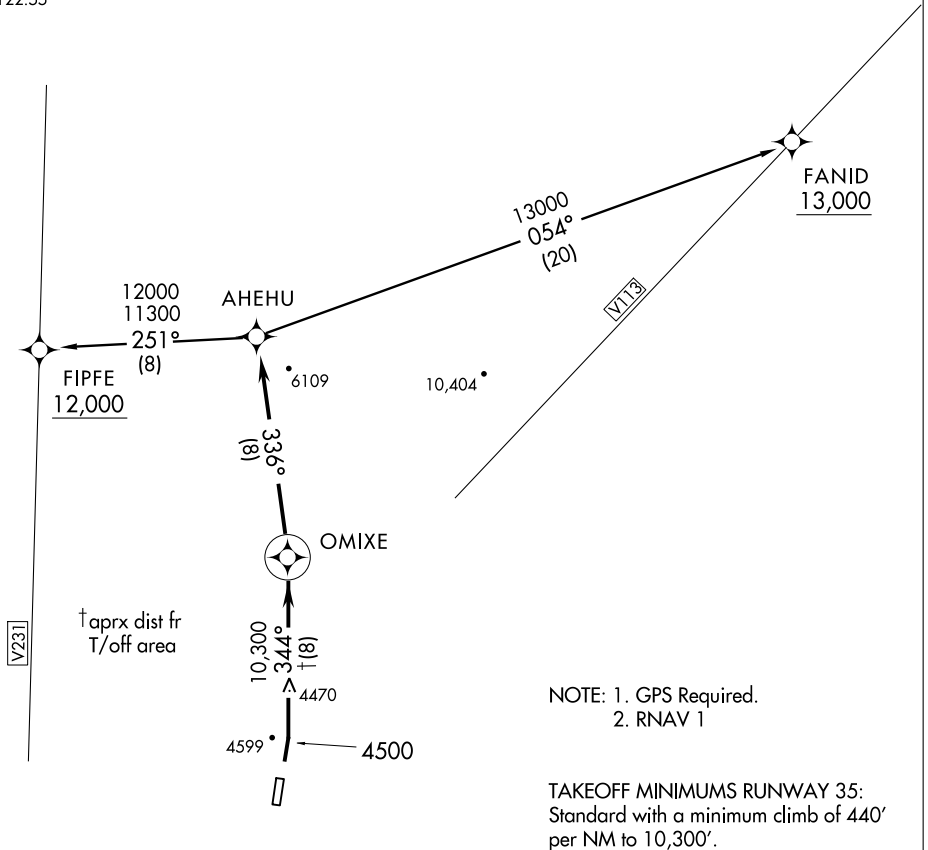 FANID
13,000
13000
054°
(20)
12000
11300
251°
(8)
AHEHU
FIPFE
12,000
6109
10,404
V113
336°
(8)
OMIXE
V231
†aprx dist fr
T/off area
10,300
344°
†(8)
4470
4599
4500
NOTE: 1. GPS Required.
2. RNAV 1
TAKEOFF MINIMUMS RUNWAY 35:
Standard with a minimum climb of 440'
per NM to 10,300'.